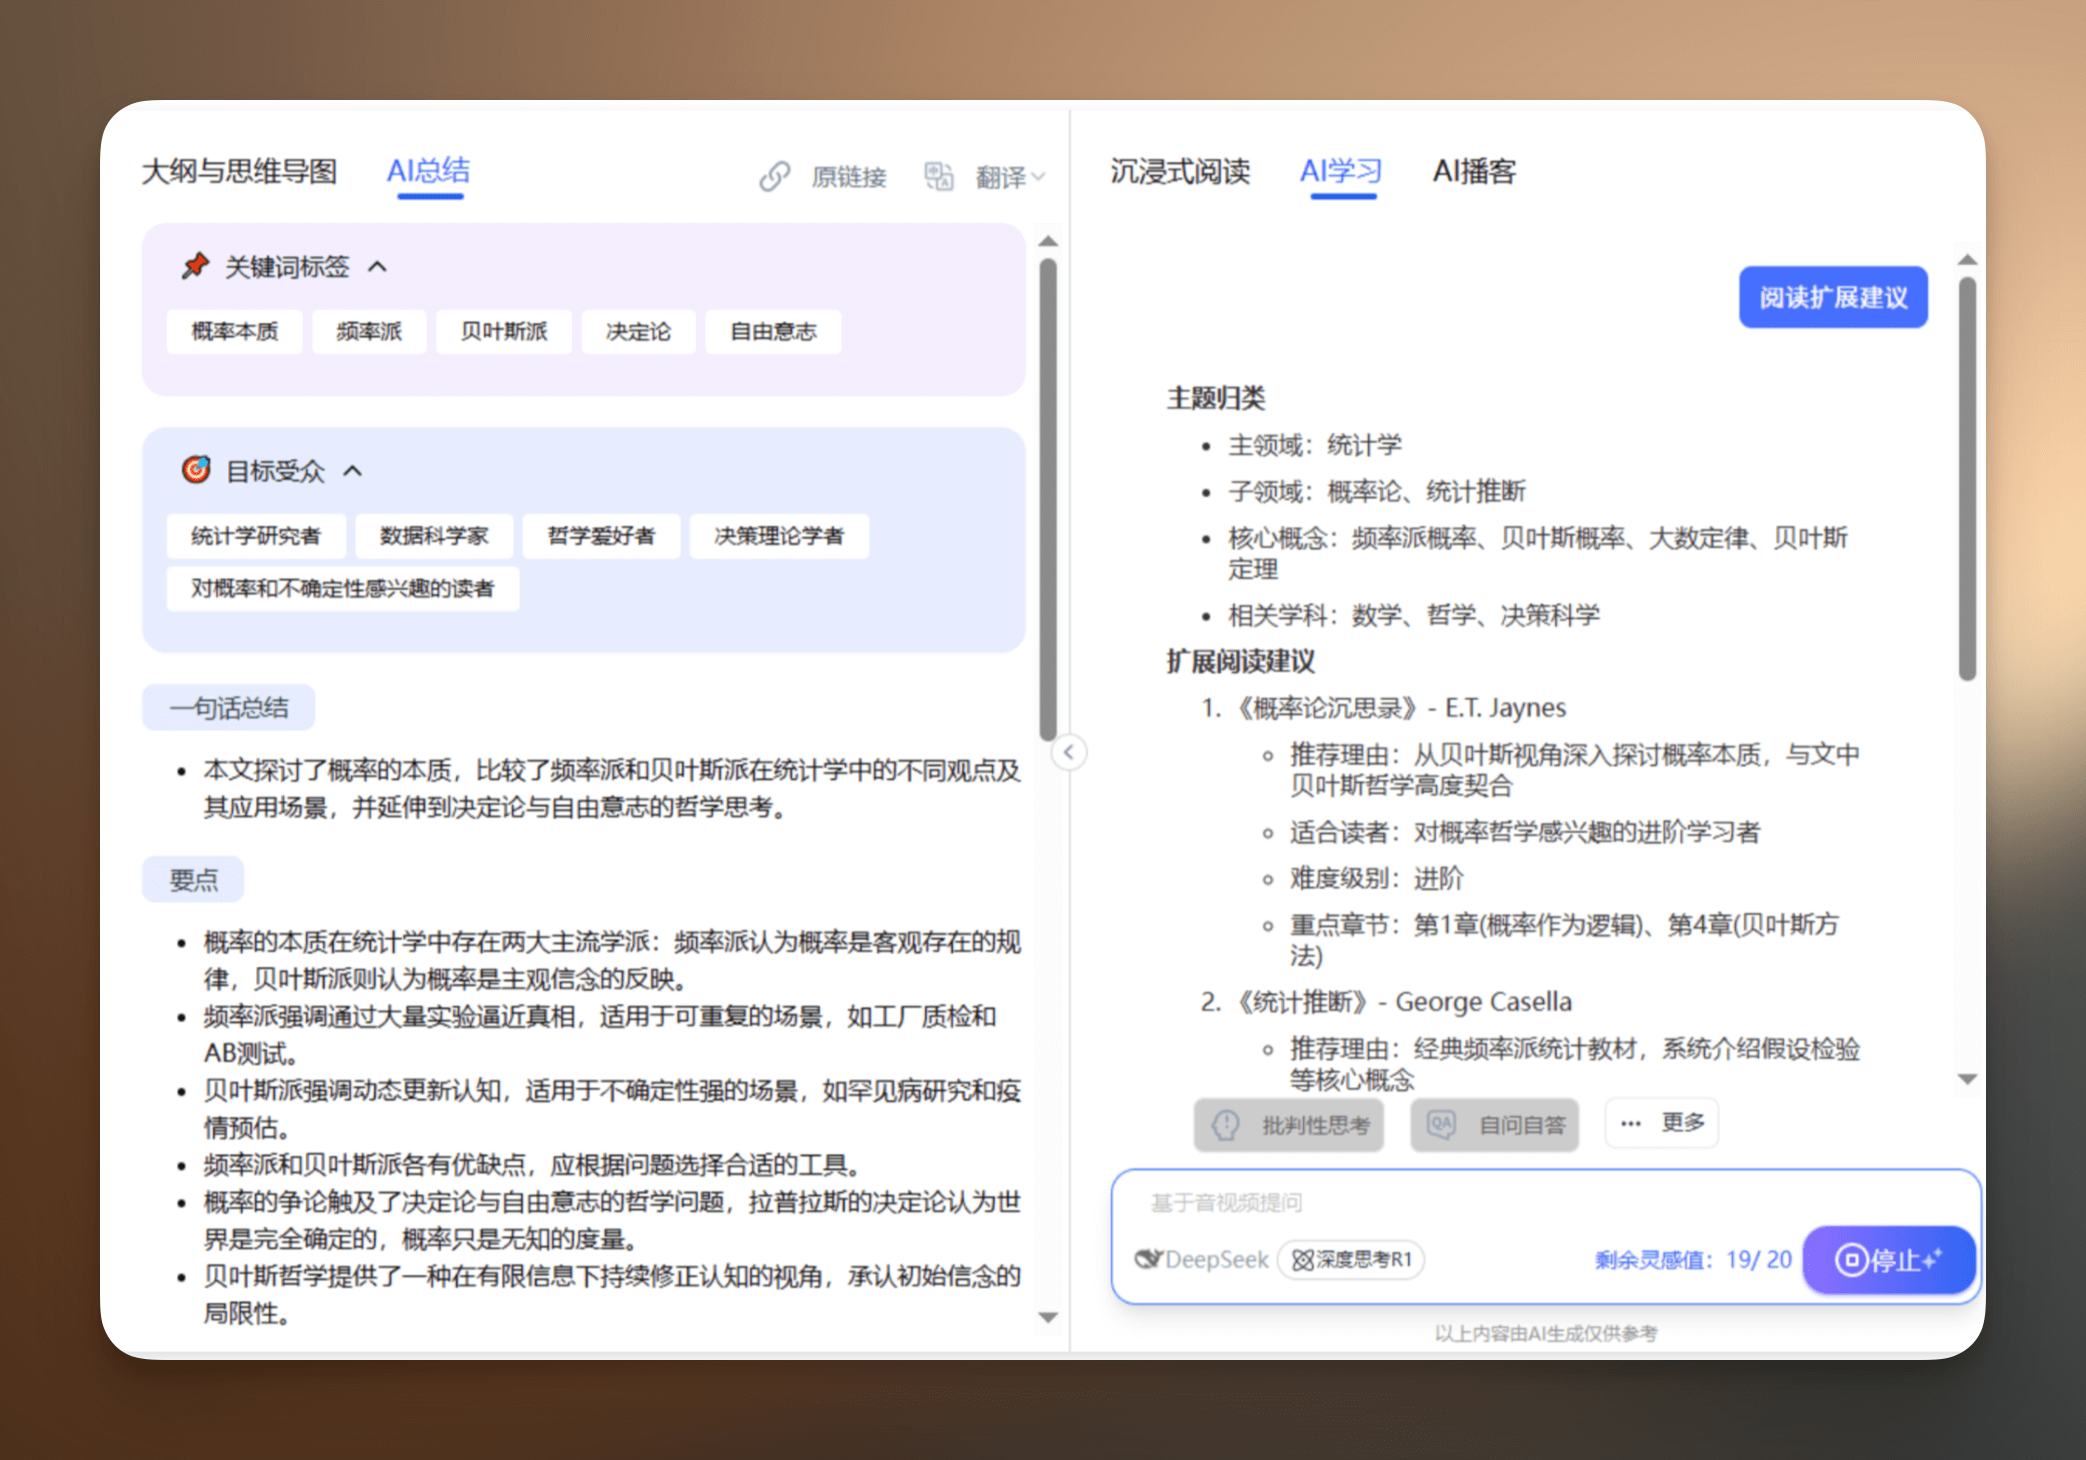 大纲与思维导图
AI总结
原链接
翻译
关键词标签
概率本质
频率派
贝叶斯派
决定论
自由意志
目标受众
统计学研究者
数据科学家
哲学爱好者
决策理论学者
对概率和不确定性感兴趣的读者
一句话总结
本文探讨了概率的本质，比较了频率派和贝叶斯派在统计学中的不同观点及
其应用场景，并延伸到决定论与自由意志的哲学思考。
要点
概率的本质在统计学中存在两大主流学派：频率派认为概率是客观存在的规
律，贝叶斯派则认为概率是主观信念的反映。
频率派强调通过大量实验逼近真相，适用于可重复的场景，如工厂质检和
AB测试。
贝叶斯派强调动态更新认知，适用于不确定性强的场景，如罕见病研究和疫
情预估。
频率派和贝叶斯派各有优缺点，应根据问题选择合适的工具。
概率的争论触及了决定论与自由意志的哲学问题，拉普拉斯的决定论认为世
界是完全确定的，概率只是无知的度量。
贝叶斯哲学提供了一种在有限信息下持续修正认知的视角，承认初始信念的
局限性。
沉浸式阅读
AI学习
AI播客
阅读扩展建议
主题归类
主领域：统计学
子领域：概率论、统计推断
核心概念：频率派概率、贝叶斯概率、大数定律、贝叶斯
定理
相关学科：数学、哲学、决策科学
扩展阅读建议
1. 《概率论沉思录》- E.T. Jaynes
推荐理由：从贝叶斯视角深入探讨概率本质，与文中
贝叶斯哲学高度契合
适合读者：对概率哲学感兴趣的进阶学习者
难度级别：进阶
重点章节：第1章(概率作为逻辑)、第4章(贝叶斯方
法)
2. 《统计推断》- George Casella
推荐理由：经典频率派统计教材，系统介绍假设检验
等核心概念
批判性思考
QA 自问自答
··· 更多
基于音视频提问
DeepSeek
深度思考R1
剩余灵感值：19/ 20
停止
以上内容由AI生成仅供参考